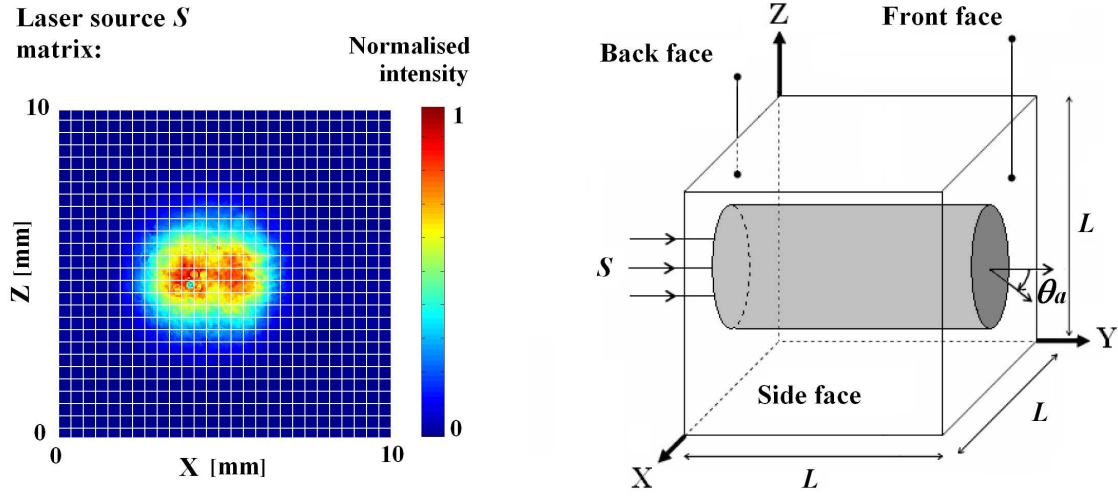 Laser source S
matrix:
Normalised
intensity
10
1
Z [mm]
0
0
0
10
X [mm]
Z
Front face
Back face
L
S
θa
Y
Side face
L
X
L